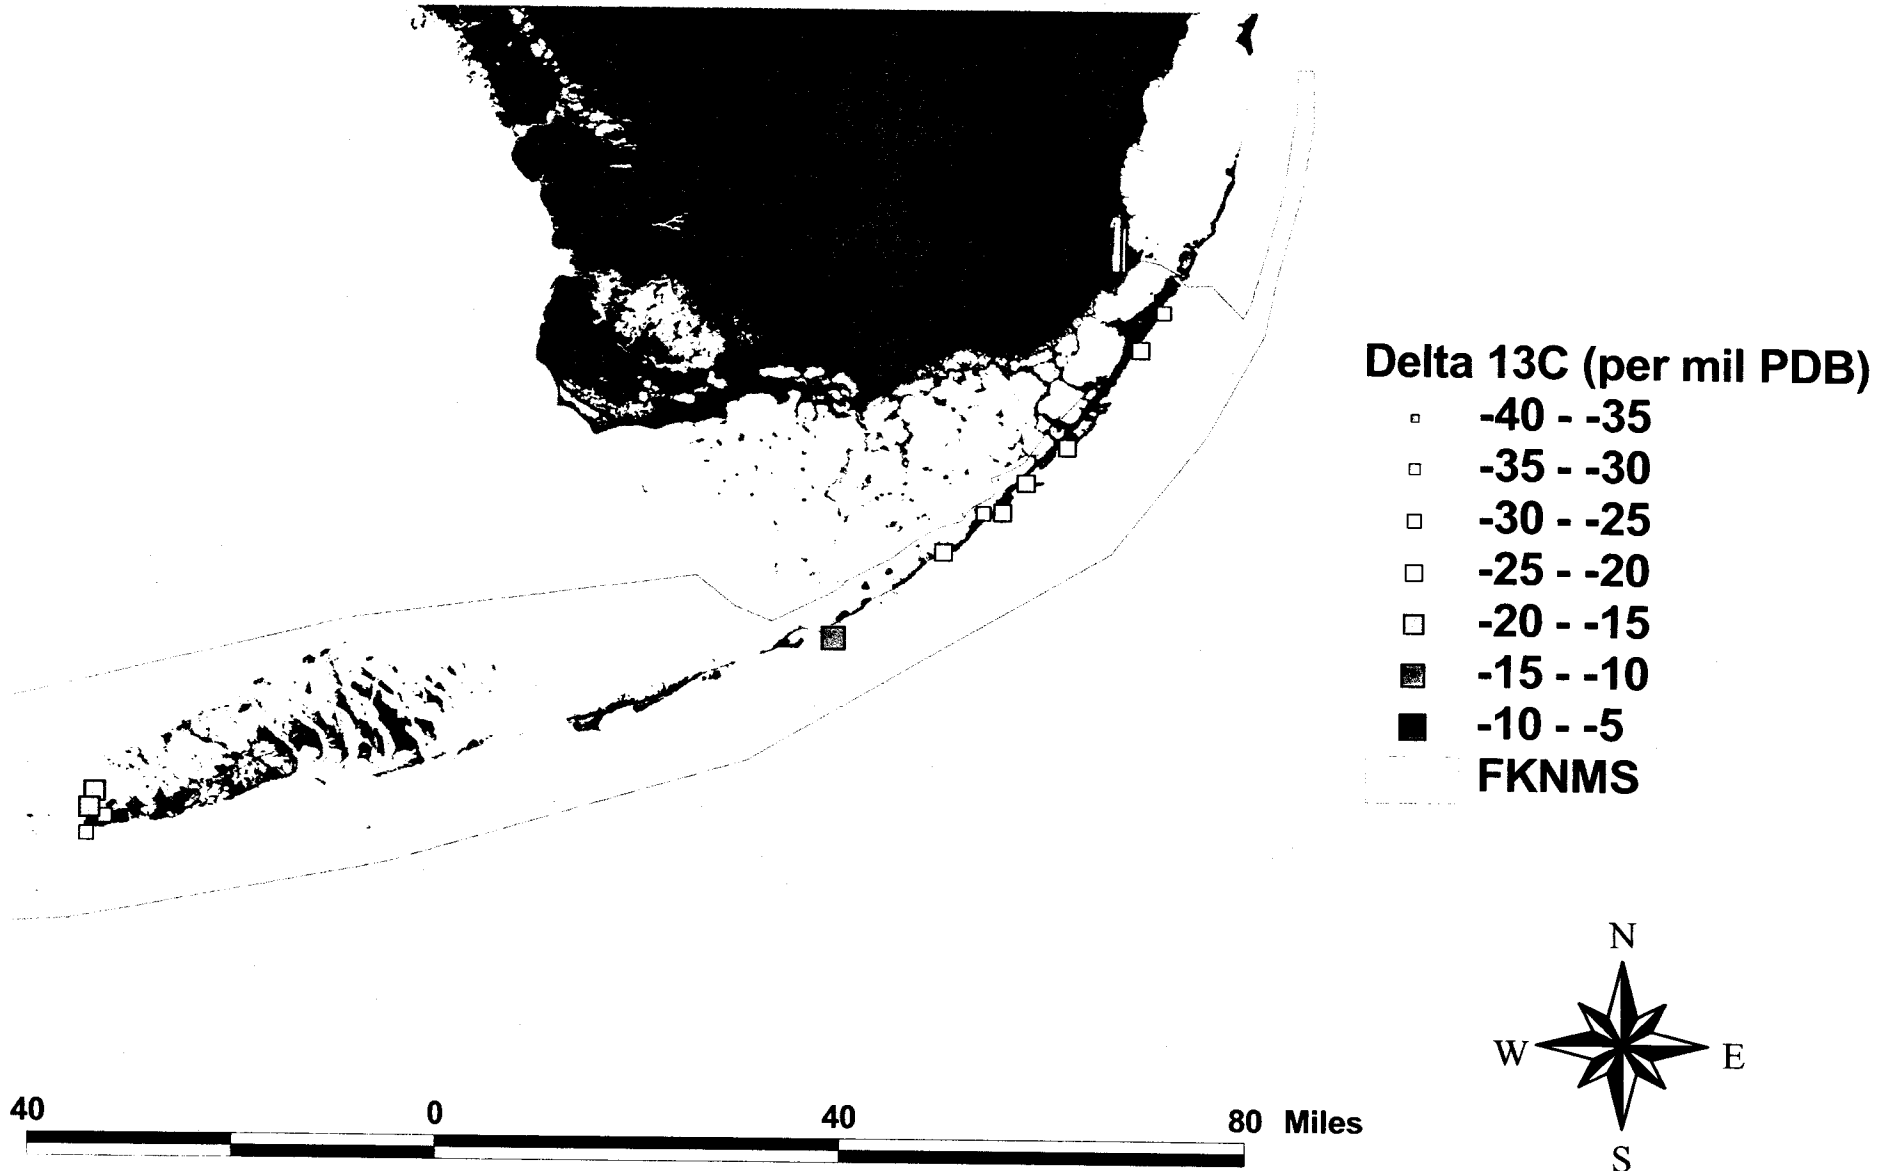 Delta 13C (per mil PDB)
-40 - -35
-35 - -30
-30 - -25
-25 - -20
-20 - -15
-15 - -10
-10 - -5
FKNMS
N
W E
S
40 0 40 80 Miles